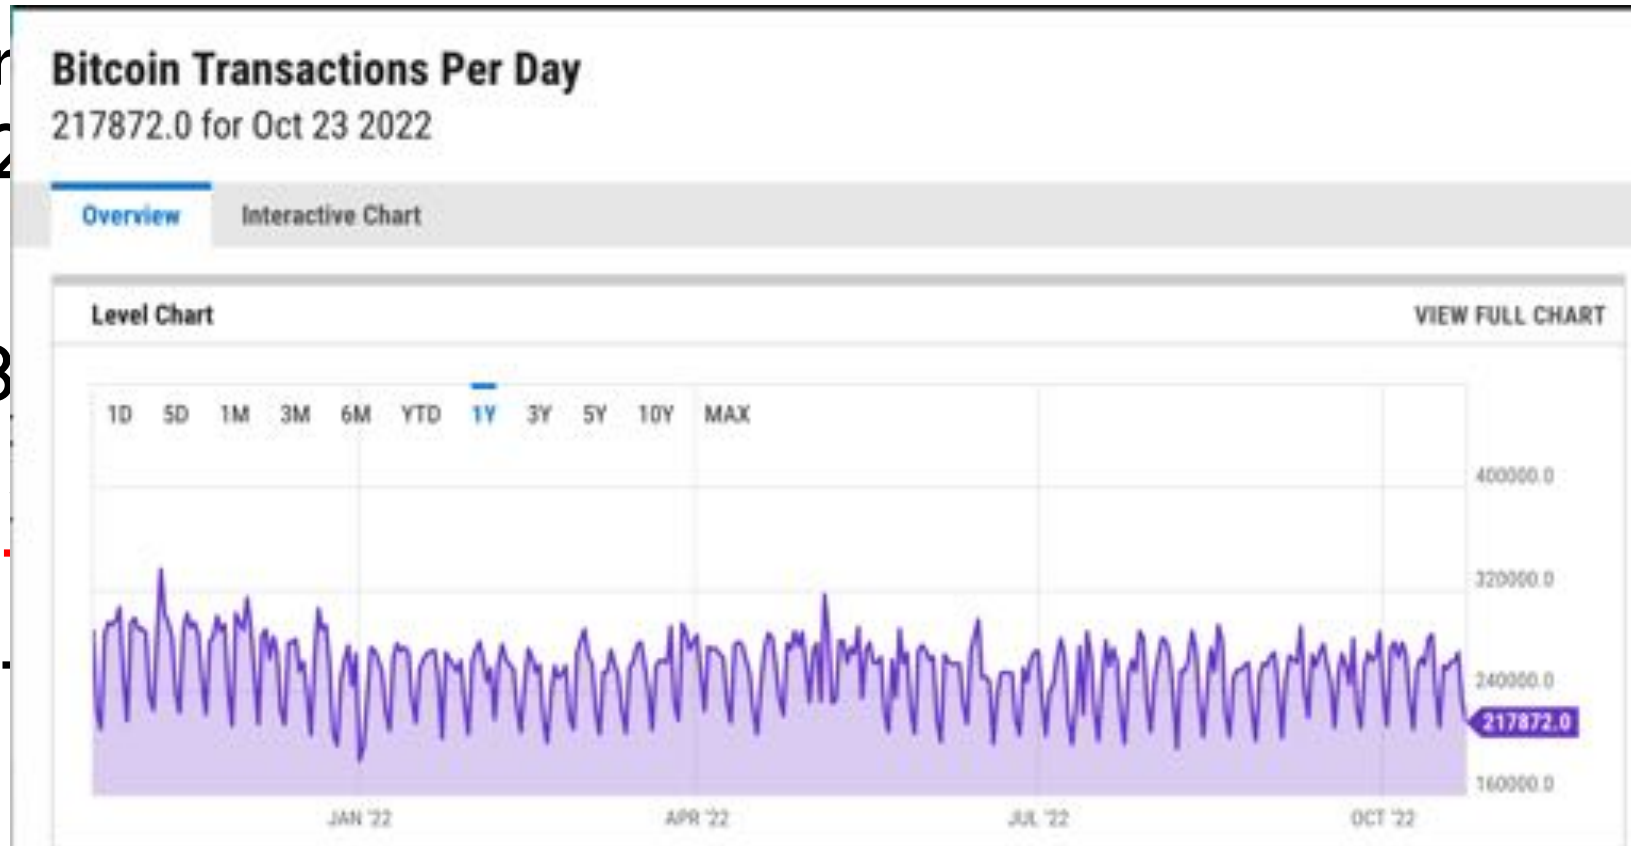 Bitcoin Transactions Per Day
217872.0 for Oct 23 2022
Overview Interactive Chart
Level Chart VIEW FULL CHART
1D 5D 1M 3M 6M YTD 1Y 3Y 5Y 10Y MAX
400000.0
320000.0
240000.0
217872.0
160000.0
JAN '22 APR '22 JUL '22 OCT '22